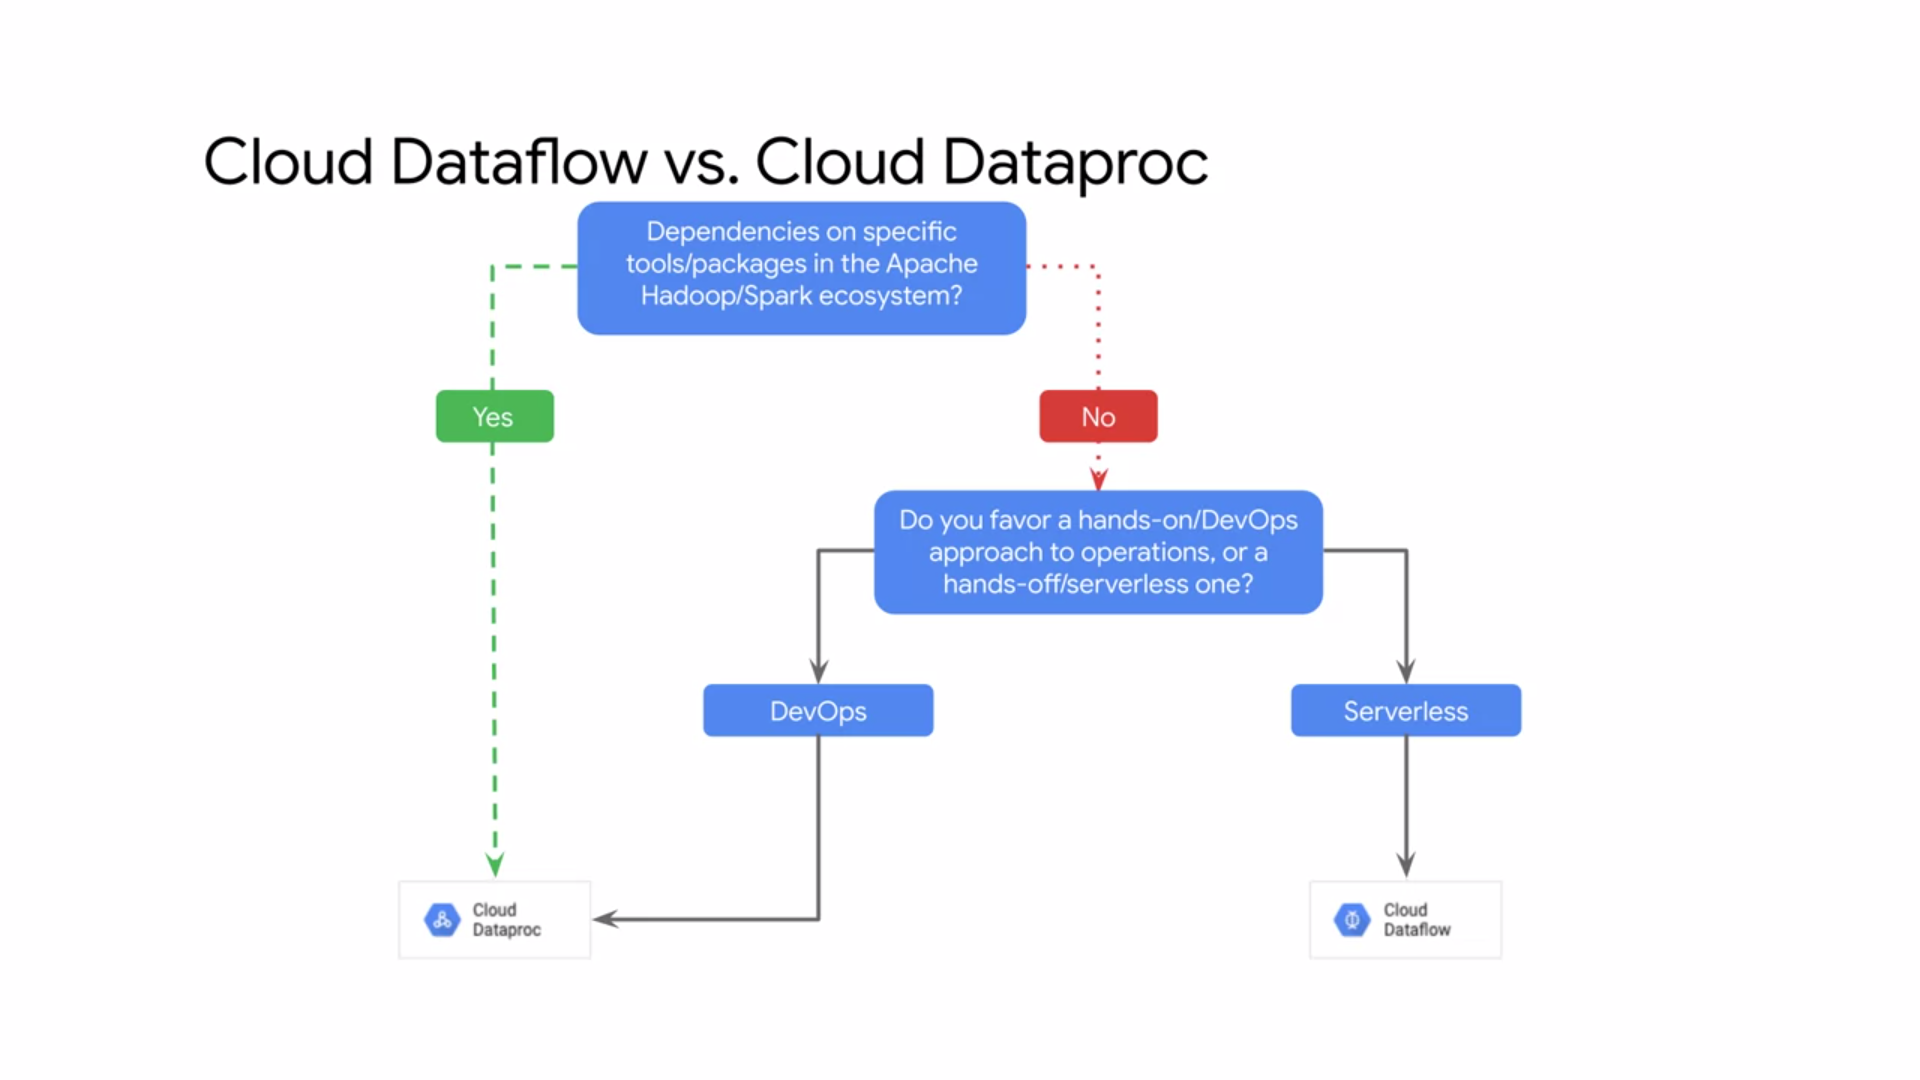 Cloud Dataflow vs. Cloud Dataproc
Dependencies on specific
tools/packages in the Apache
Hadoop/Spark ecosystem?
Yes
No
Do you favor a hands-on/DevOps
approach to operations, or a
hands-off/serverless one?
DevOps
Serverless
Cloud
Dataproc
Cloud
Dataflow